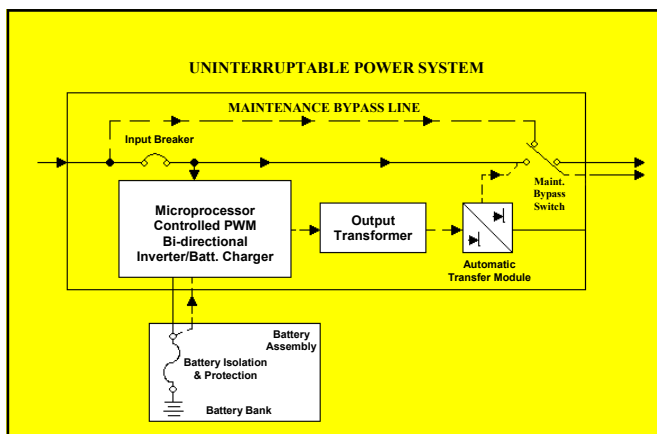 UNINTERRUPTABLE POWER SYSTEM
MAINTENANCE BYPASS LINE
Input Breaker
Maint.
Bypass
Switch
Microprocessor
Controlled PWM
Bi-directional
Inverter/Batt. Charger
Output
Transformer
Automatic
Transfer Module
Battery
Assembly
Battery Isolation
& Protection
Battery Bank